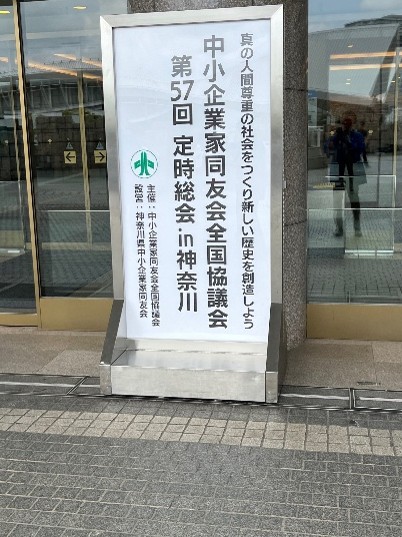 真の人間尊重の社会をつくり新しい歴史を創造しよう
中小企業家同友会全国協議会
第57回 定時総会 in 神奈川
主催：中小企業家同友会全国協議会
設営：神奈川県中小企業家同友会